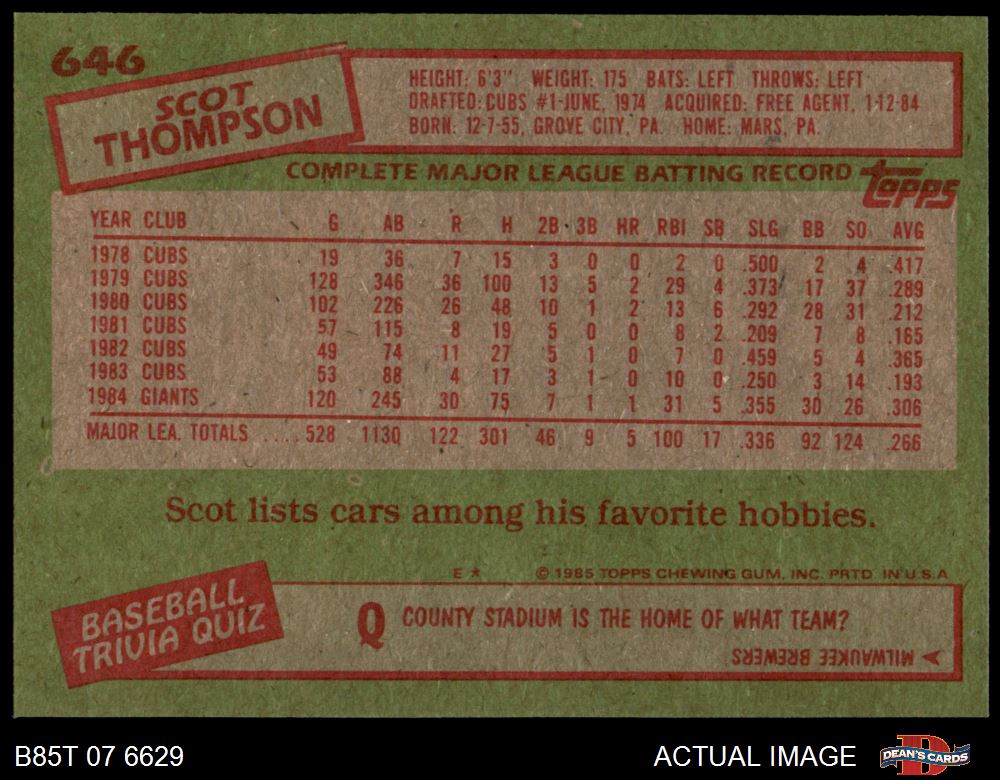 646
SCOT
THOMPSON
HEIGHT: 6'3" WEIGHT: 175 BATS: LEFT THROWS: LEFT
DRAFTED: CUBS #1-JUNE, 1974 ACQUIRED: FREE AGENT, 1-12-84
BORN: 12-7-55, GROVE CITY, PA. HOME: MARS, PA.
COMPLETE MAJOR LEAGUE BATTING RECORD
TOPPS
YEAR CLUB G AB R H 2B 3B HR RBI SB SLG BB SO AVG
1978 CUBS 19 36 7 15 3 0 0 2 0 .500 2 4 .417
1979 CUBS 128 346 36 100 13 5 2 29 4 .373 17 37 .289
1980 CUBS 102 226 26 48 10 1 2 13 6 .292 28 31 .212
1981 CUBS 57 115 8 19 5 0 0 8 2 .209 7 8 .165
1982 CUBS 49 74 11 27 5 1 0 7 0 .459 5 4 .365
1983 CUBS 53 88 4 17 3 1 0 10 0 .250 3 14 .193
1984 GIANTS 120 245 30 75 7 1 1 31 5 .355 30 26 .306
MAJOR LEA. TOTALS .... 528 1130 122 301 46 9 5 100 17 .336 92 124 .266
Scot lists cars among his favorite hobbies.
E * © 1985 TOPPS CHEWING GUM, INC. PRTD IN U.S.A
BASEBALL
TRIVIA QUIZ
Q COUNTY STADIUM IS THE HOME OF WHAT TEAM?
MILWAUKEE BREWERS
B85T 07 6629
ACTUAL IMAGE
D
DEAN'S CARDS